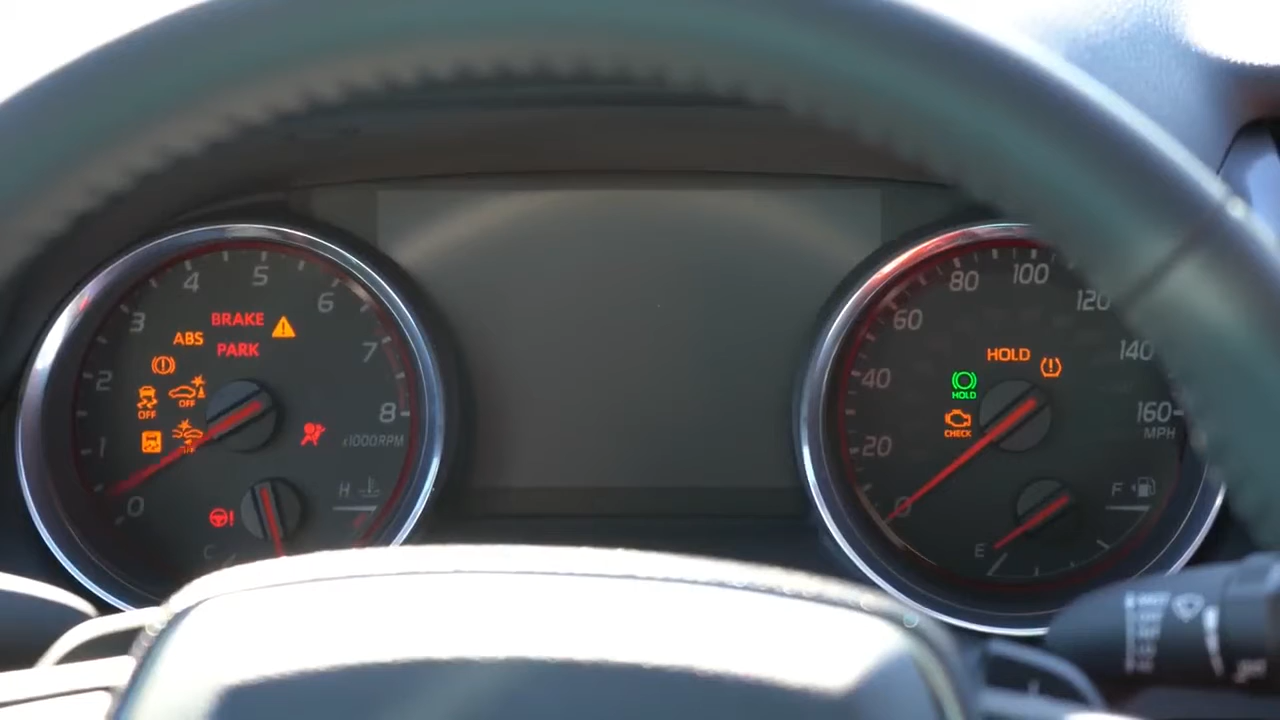 4 5 6
3 7
2 8
1 0
BRAKE
ABS
PARK
OFF
OFF
x1000RPM
H
C
80 100 120
60 140
40 160
20 0
MPH
HOLD
HOLD
CHECK
F
E